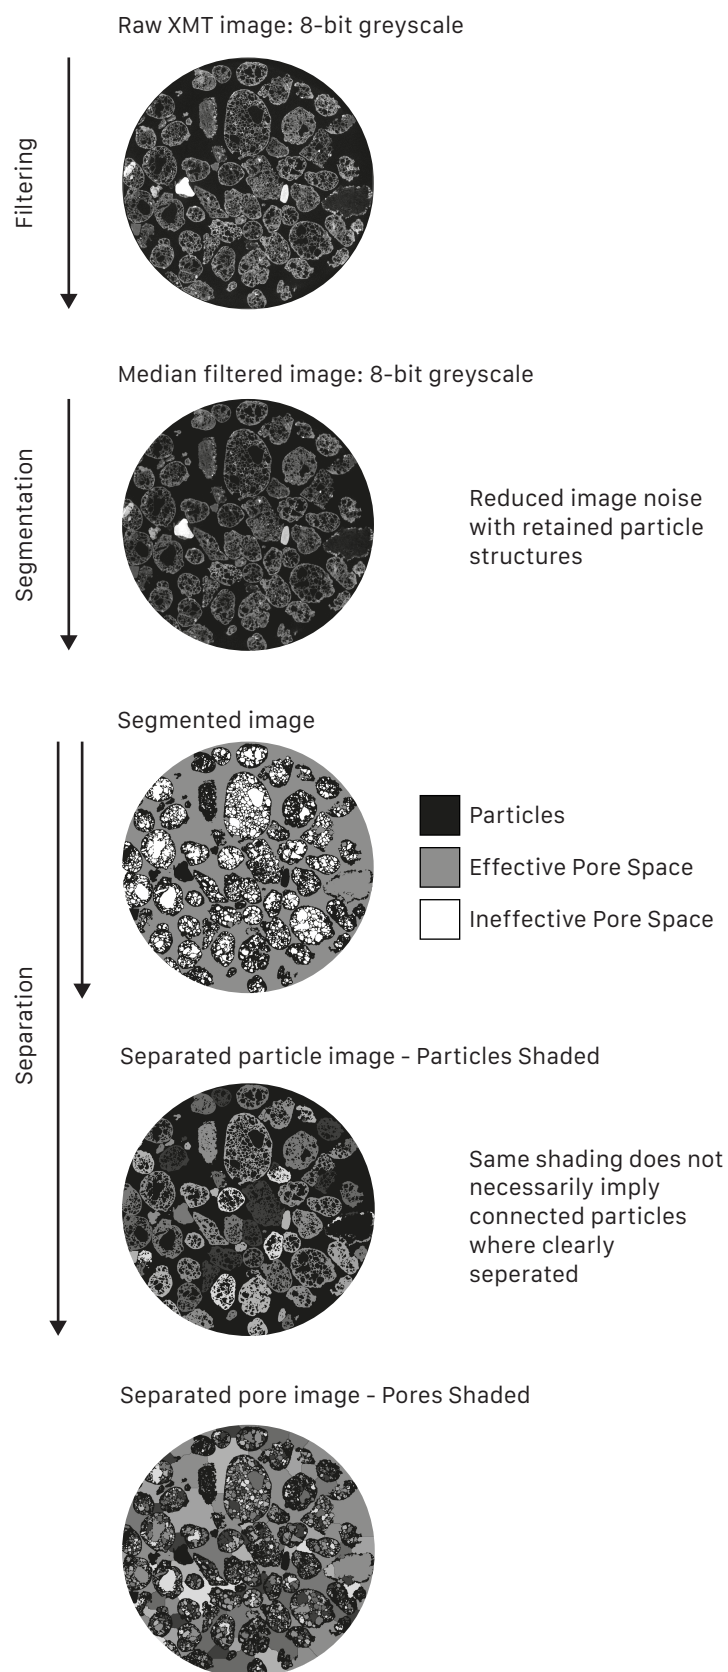 Raw XMT image: 8-bit greyscale
Filtering
Median filtered image: 8-bit greyscale
Segmentation
Reduced image noise
with retained particle
structures
Segmented image
Particles
Effective Pore Space
Ineffective Pore Space
Separation
Separated particle image - Particles Shaded
Same shading does not
necessarily imply
connected particles
where clearly
seperated
Separated pore image - Pores Shaded